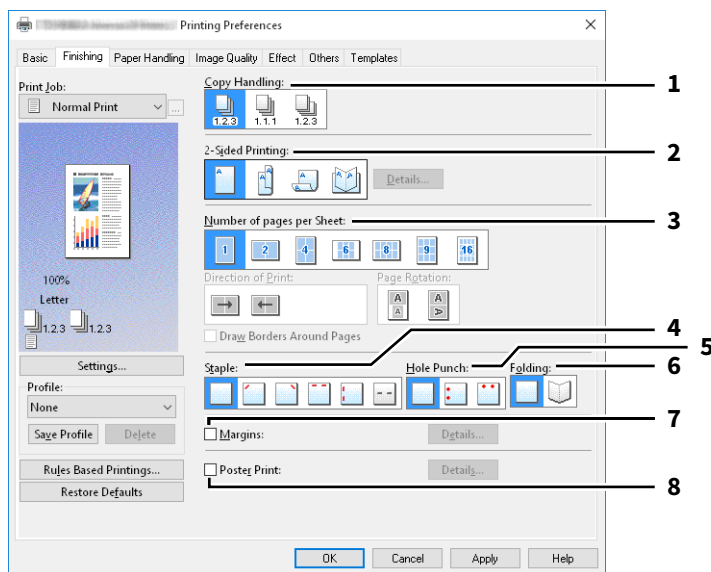 Printing Preferences
Basic Finishing Paper Handling Image Quality Effect Others Templates
Print Job:
Normal Print
...
100%
Letter
1.2.3 1.2.3
Settings...
Profile:
None
Save Profile Delete
Rules Based Printings...
Restore Defaults
Copy Handling: 1
1.2.3 1.1.1 1.2.3
2-Sided Printing: 2
A A A A Details...
Number of pages per Sheet: 3
1 2 4 6 8 9 16
Direction of Print: Page Rotation:
A A
A A
Draw Borders Around Pages
4
5
Staple: Hole Punch: Folding: 6
7
Margins: Details...
Poster Print: Details...
8
OK Cancel Apply Help